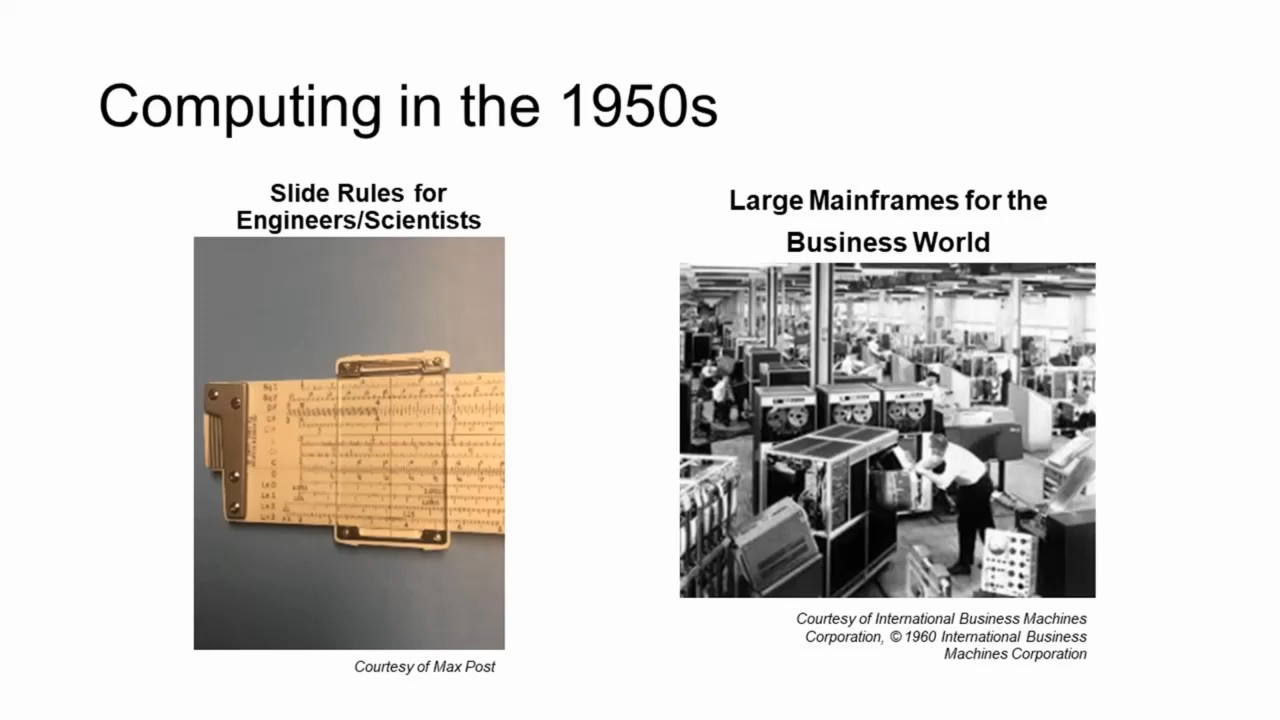 Computing in the 1950s
Slide Rules for
Engineers/Scientists
Large Mainframes for the
Business World
Courtesy of Max Post
Courtesy of International Business Machines
Corporation, © 1960 International Business
Machines Corporation